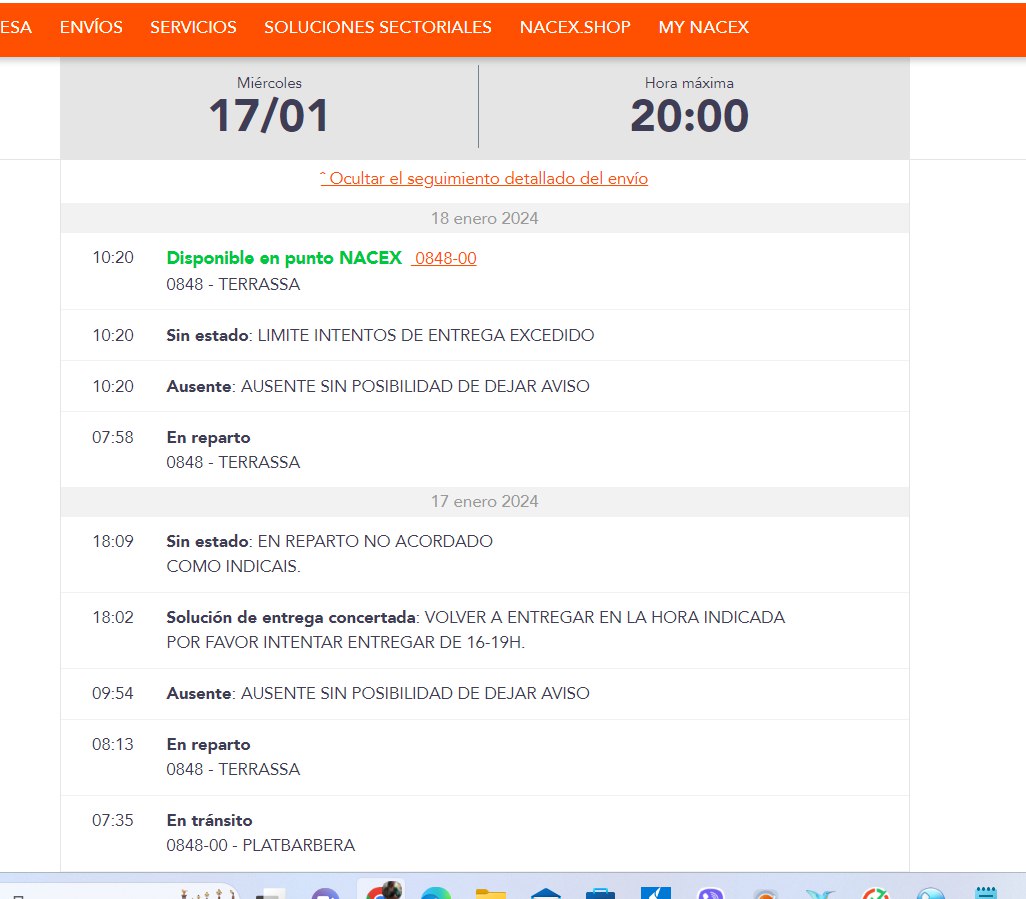 ESA ENVÍOS SERVICIOS SOLUCIONES SECTORIALES NACEX.SHOP MY NACEX
Miércoles
17/01
Hora máxima
20:00
ˆ Ocultar el seguimiento detallado del envío
18 enero 2024
10:20 Disponible en punto NACEX 0848-00
0848 - TERRASSA
10:20 Sin estado: LIMITE INTENTOS DE ENTREGA EXCEDIDO
10:20 Ausente: AUSENTE SIN POSIBILIDAD DE DEJAR AVISO
07:58 En reparto
0848 - TERRASSA
17 enero 2024
18:09 Sin estado: EN REPARTO NO ACORDADO
COMO INDICAIS.
18:02 Solución de entrega concertada: VOLVER A ENTREGAR EN LA HORA INDICADA
POR FAVOR INTENTAR ENTREGAR DE 16-19H.
09:54 Ausente: AUSENTE SIN POSIBILIDAD DE DEJAR AVISO
08:13 En reparto
0848 - TERRASSA
07:35 En tránsito
0848-00 - PLATBARBERA